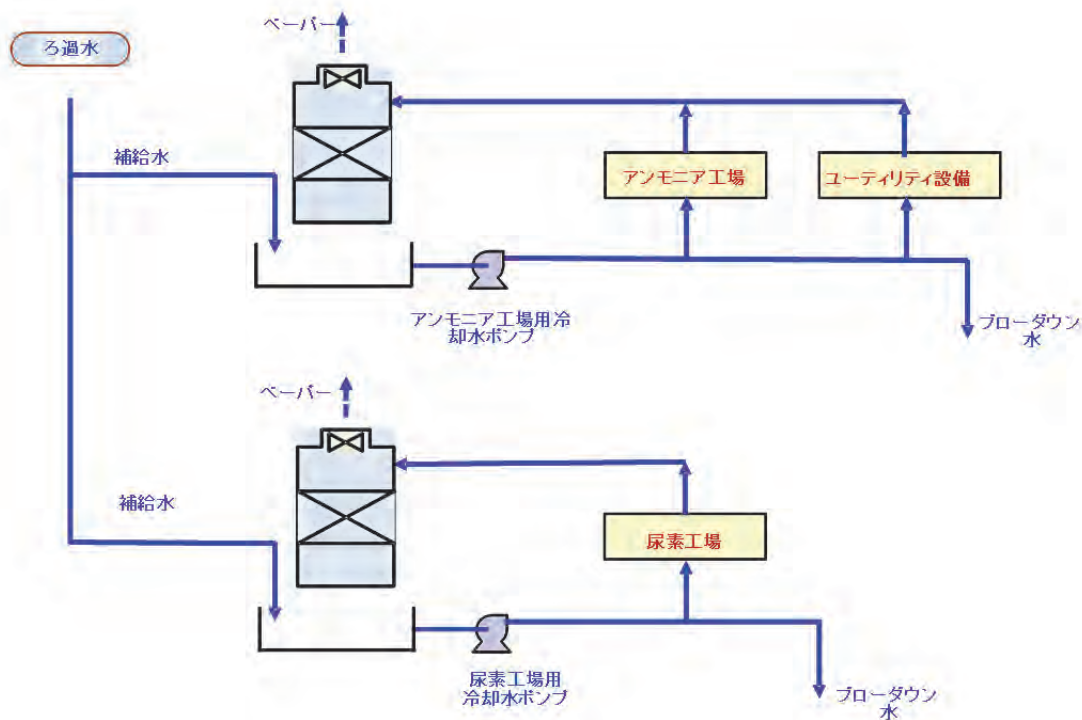 ベーパー
ろ過水
補給水
アンモニア工場
ユーティリティ設備
アンモニア工場用冷
却水ポンプ
ブローダウン
水
ベーパー
補給水
尿素工場
尿素工場用
冷却水ポンプ
ブローダウン
水